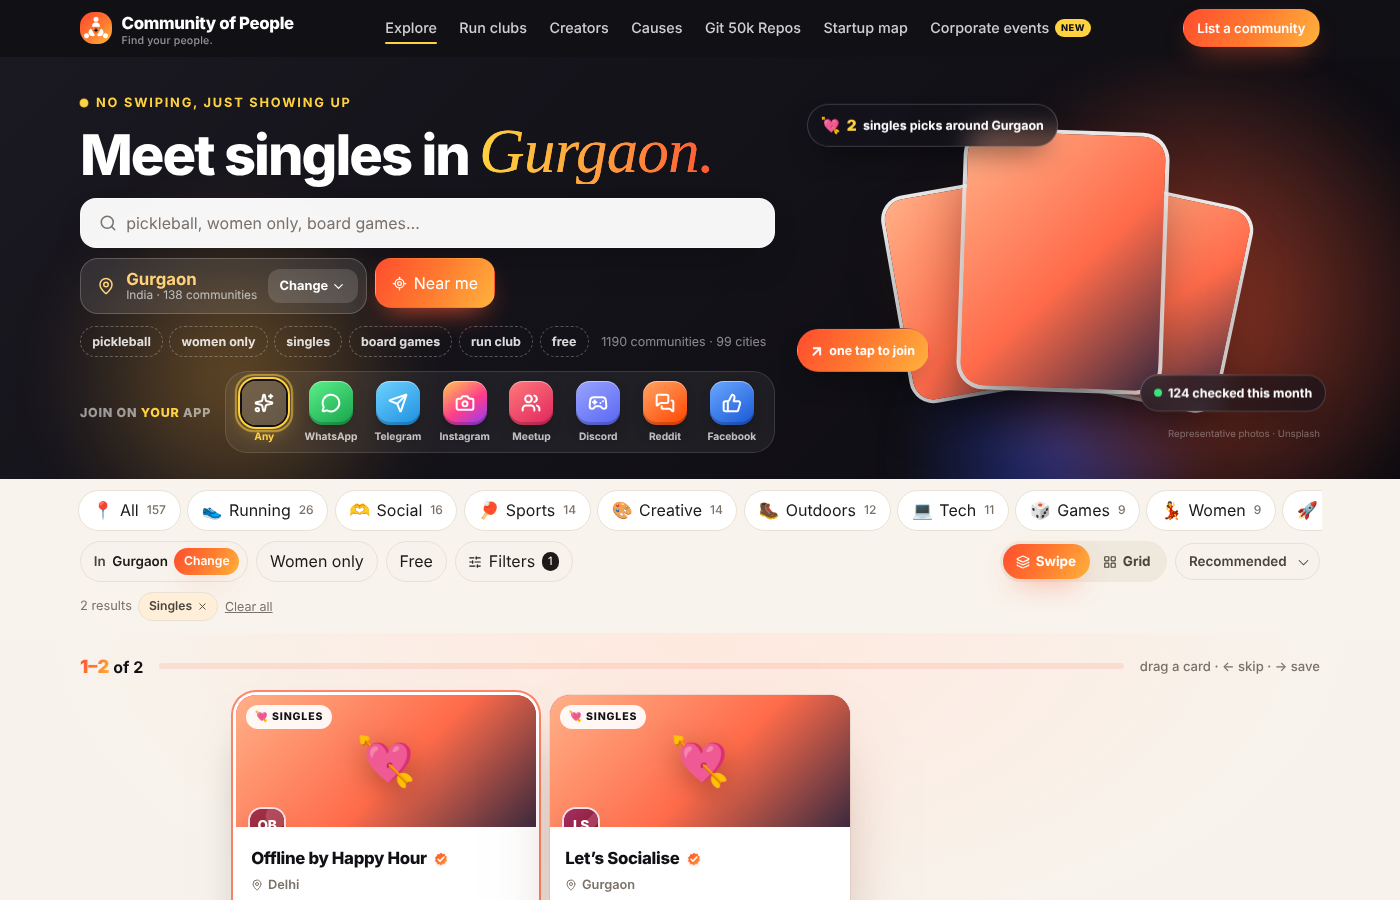 Community of People
Find your people.
Explore
Run clubs
Creators
Causes
Git 50k Repos
Startup map
Corporate events NEW
List a community
NO SWIPING, JUST SHOWING UP
Meet singles in Gurgaon.
pickleball, women only, board games...
Gurgaon
India · 138 communities
Change
Near me
pickleball
women only
singles
board games
run club
free
1190 communities · 99 cities
JOIN ON YOUR APP
Any
WhatsApp
Telegram
Instagram
Meetup
Discord
Reddit
Facebook
2 singles picks around Gurgaon
one tap to join
124 checked this month
Representative photos · Unsplash
All 157
Running 26
Social 16
Sports 14
Creative 14
Outdoors 12
Tech 11
Games 9
Women 9
In Gurgaon Change
Women only
Free
Filters 1
Swipe
Grid
Recommended
2 results
Singles ×
Clear all
1–2 of 2
drag a card · ← skip · → save
SINGLES
OB
Offline by Happy Hour
Delhi
SINGLES
LS
Let's Socialise
Gurgaon